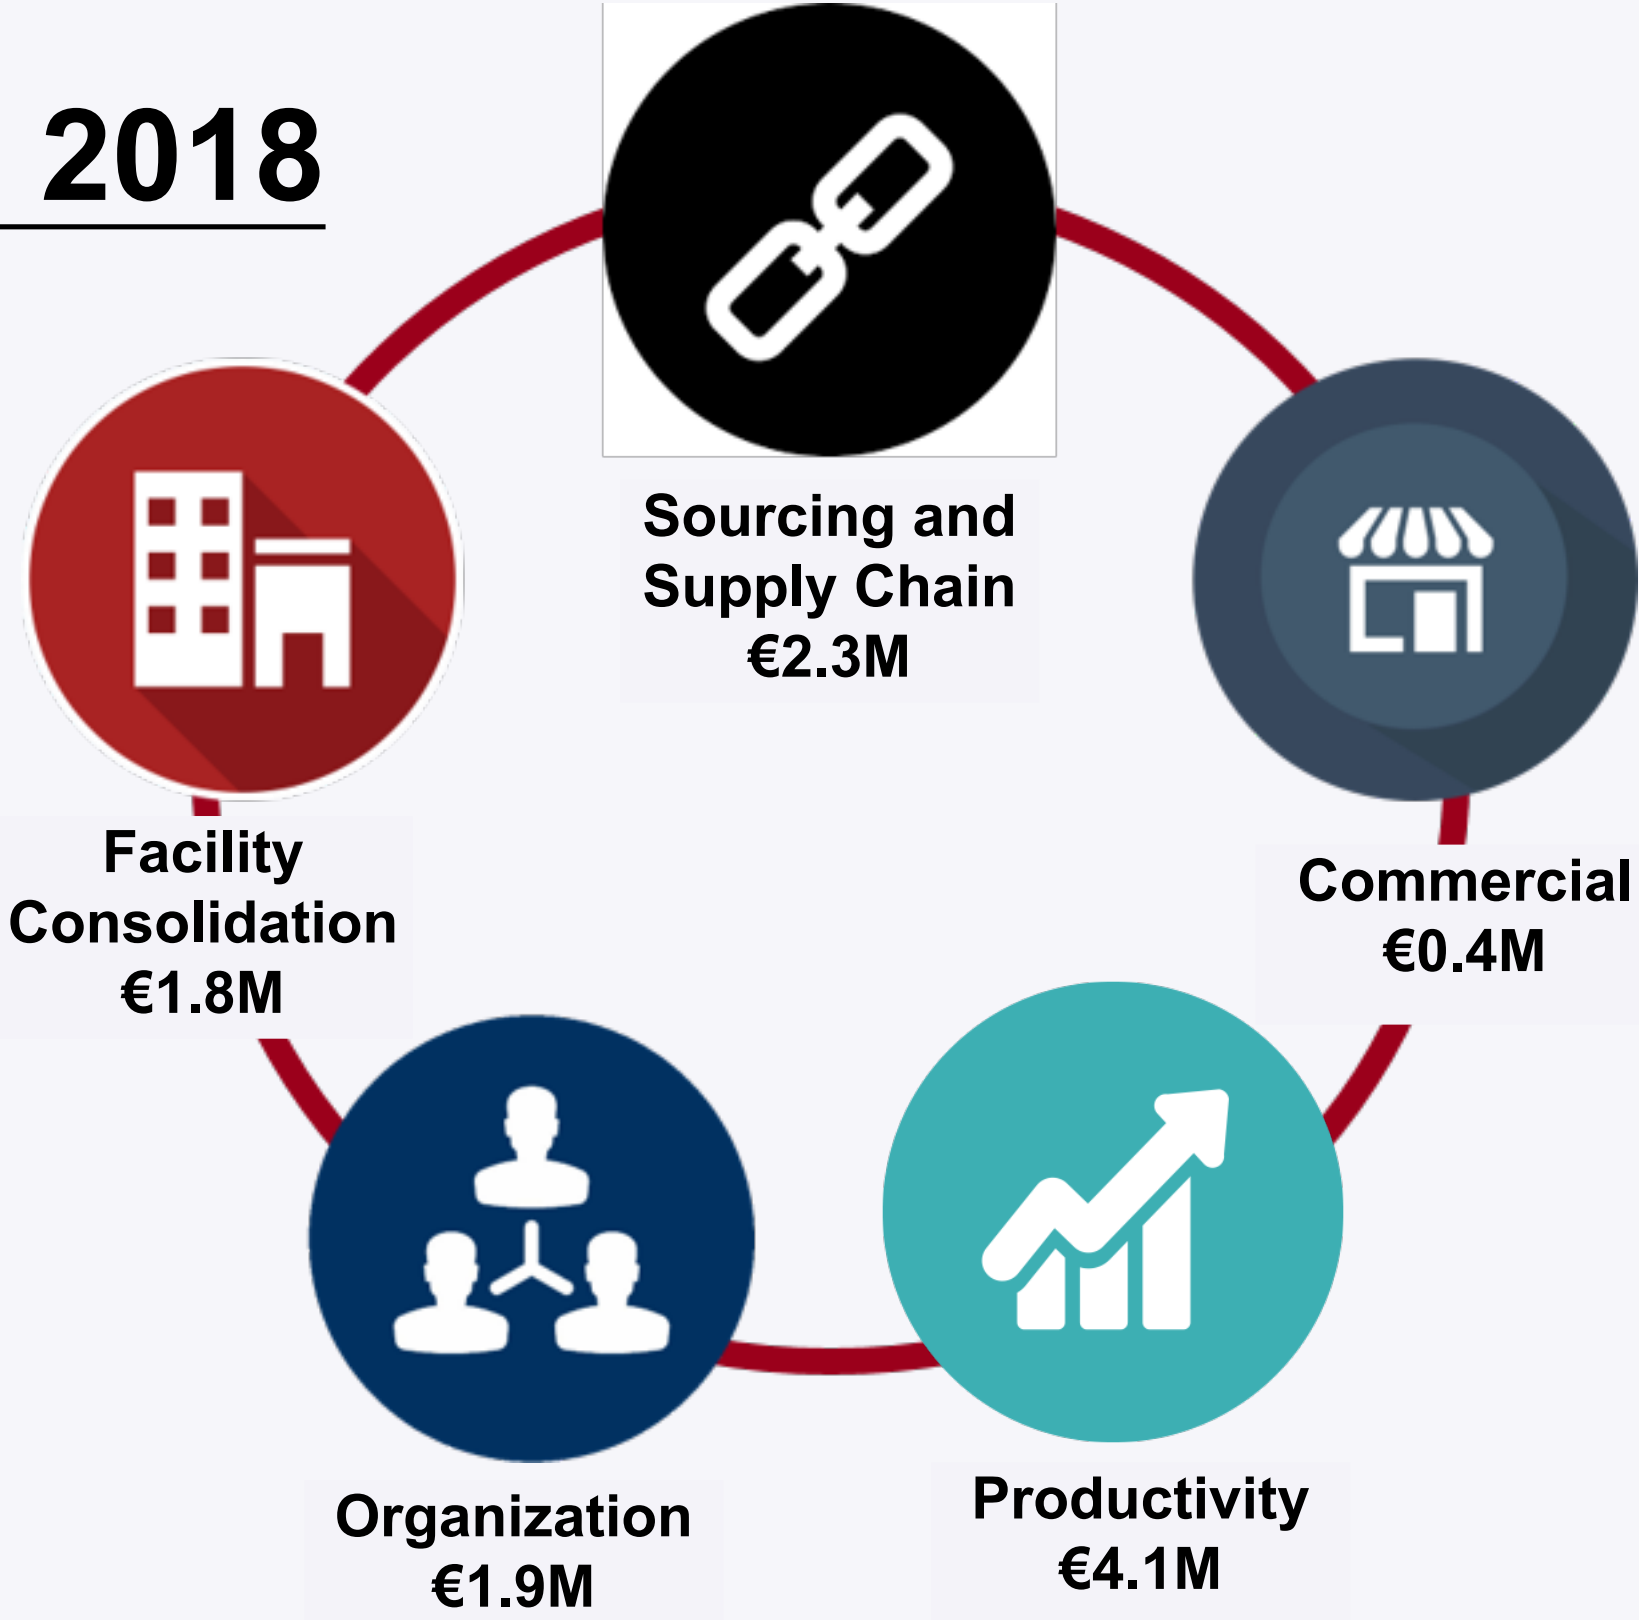 2018
Sourcing and
Supply Chain
€2.3M
Facility
Consolidation
€1.8M
Commercial
€0.4M
Organization
€1.9M
Productivity
€4.1M